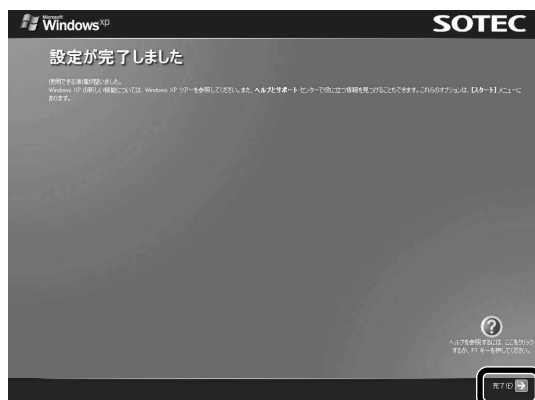 Microsoft
Windows xp
SOTEC
設定が完了しました
使用できる準備が整いました。
Windows XP の新しい機能については、Windows XP ツアーを参照してください。また、ヘルプとサポート センターで役に立つ情報を見つけることもできます。これらのオプションは、[スタート] メニューに
あります。
?
ヘルプを参照するには、ここをクリック
するか、F1 キーを押してください。
完了(F)